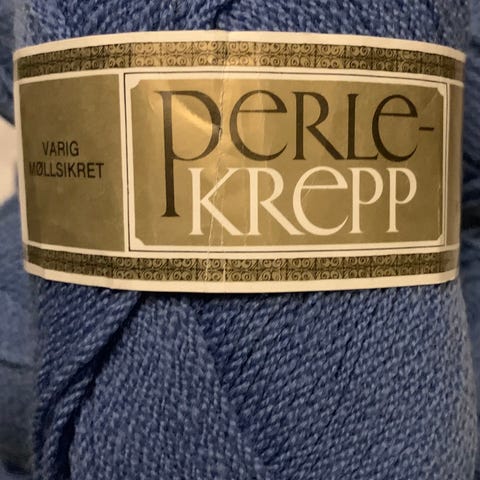 VARIG
MØLLSIKRET
PERLE-
KREPP